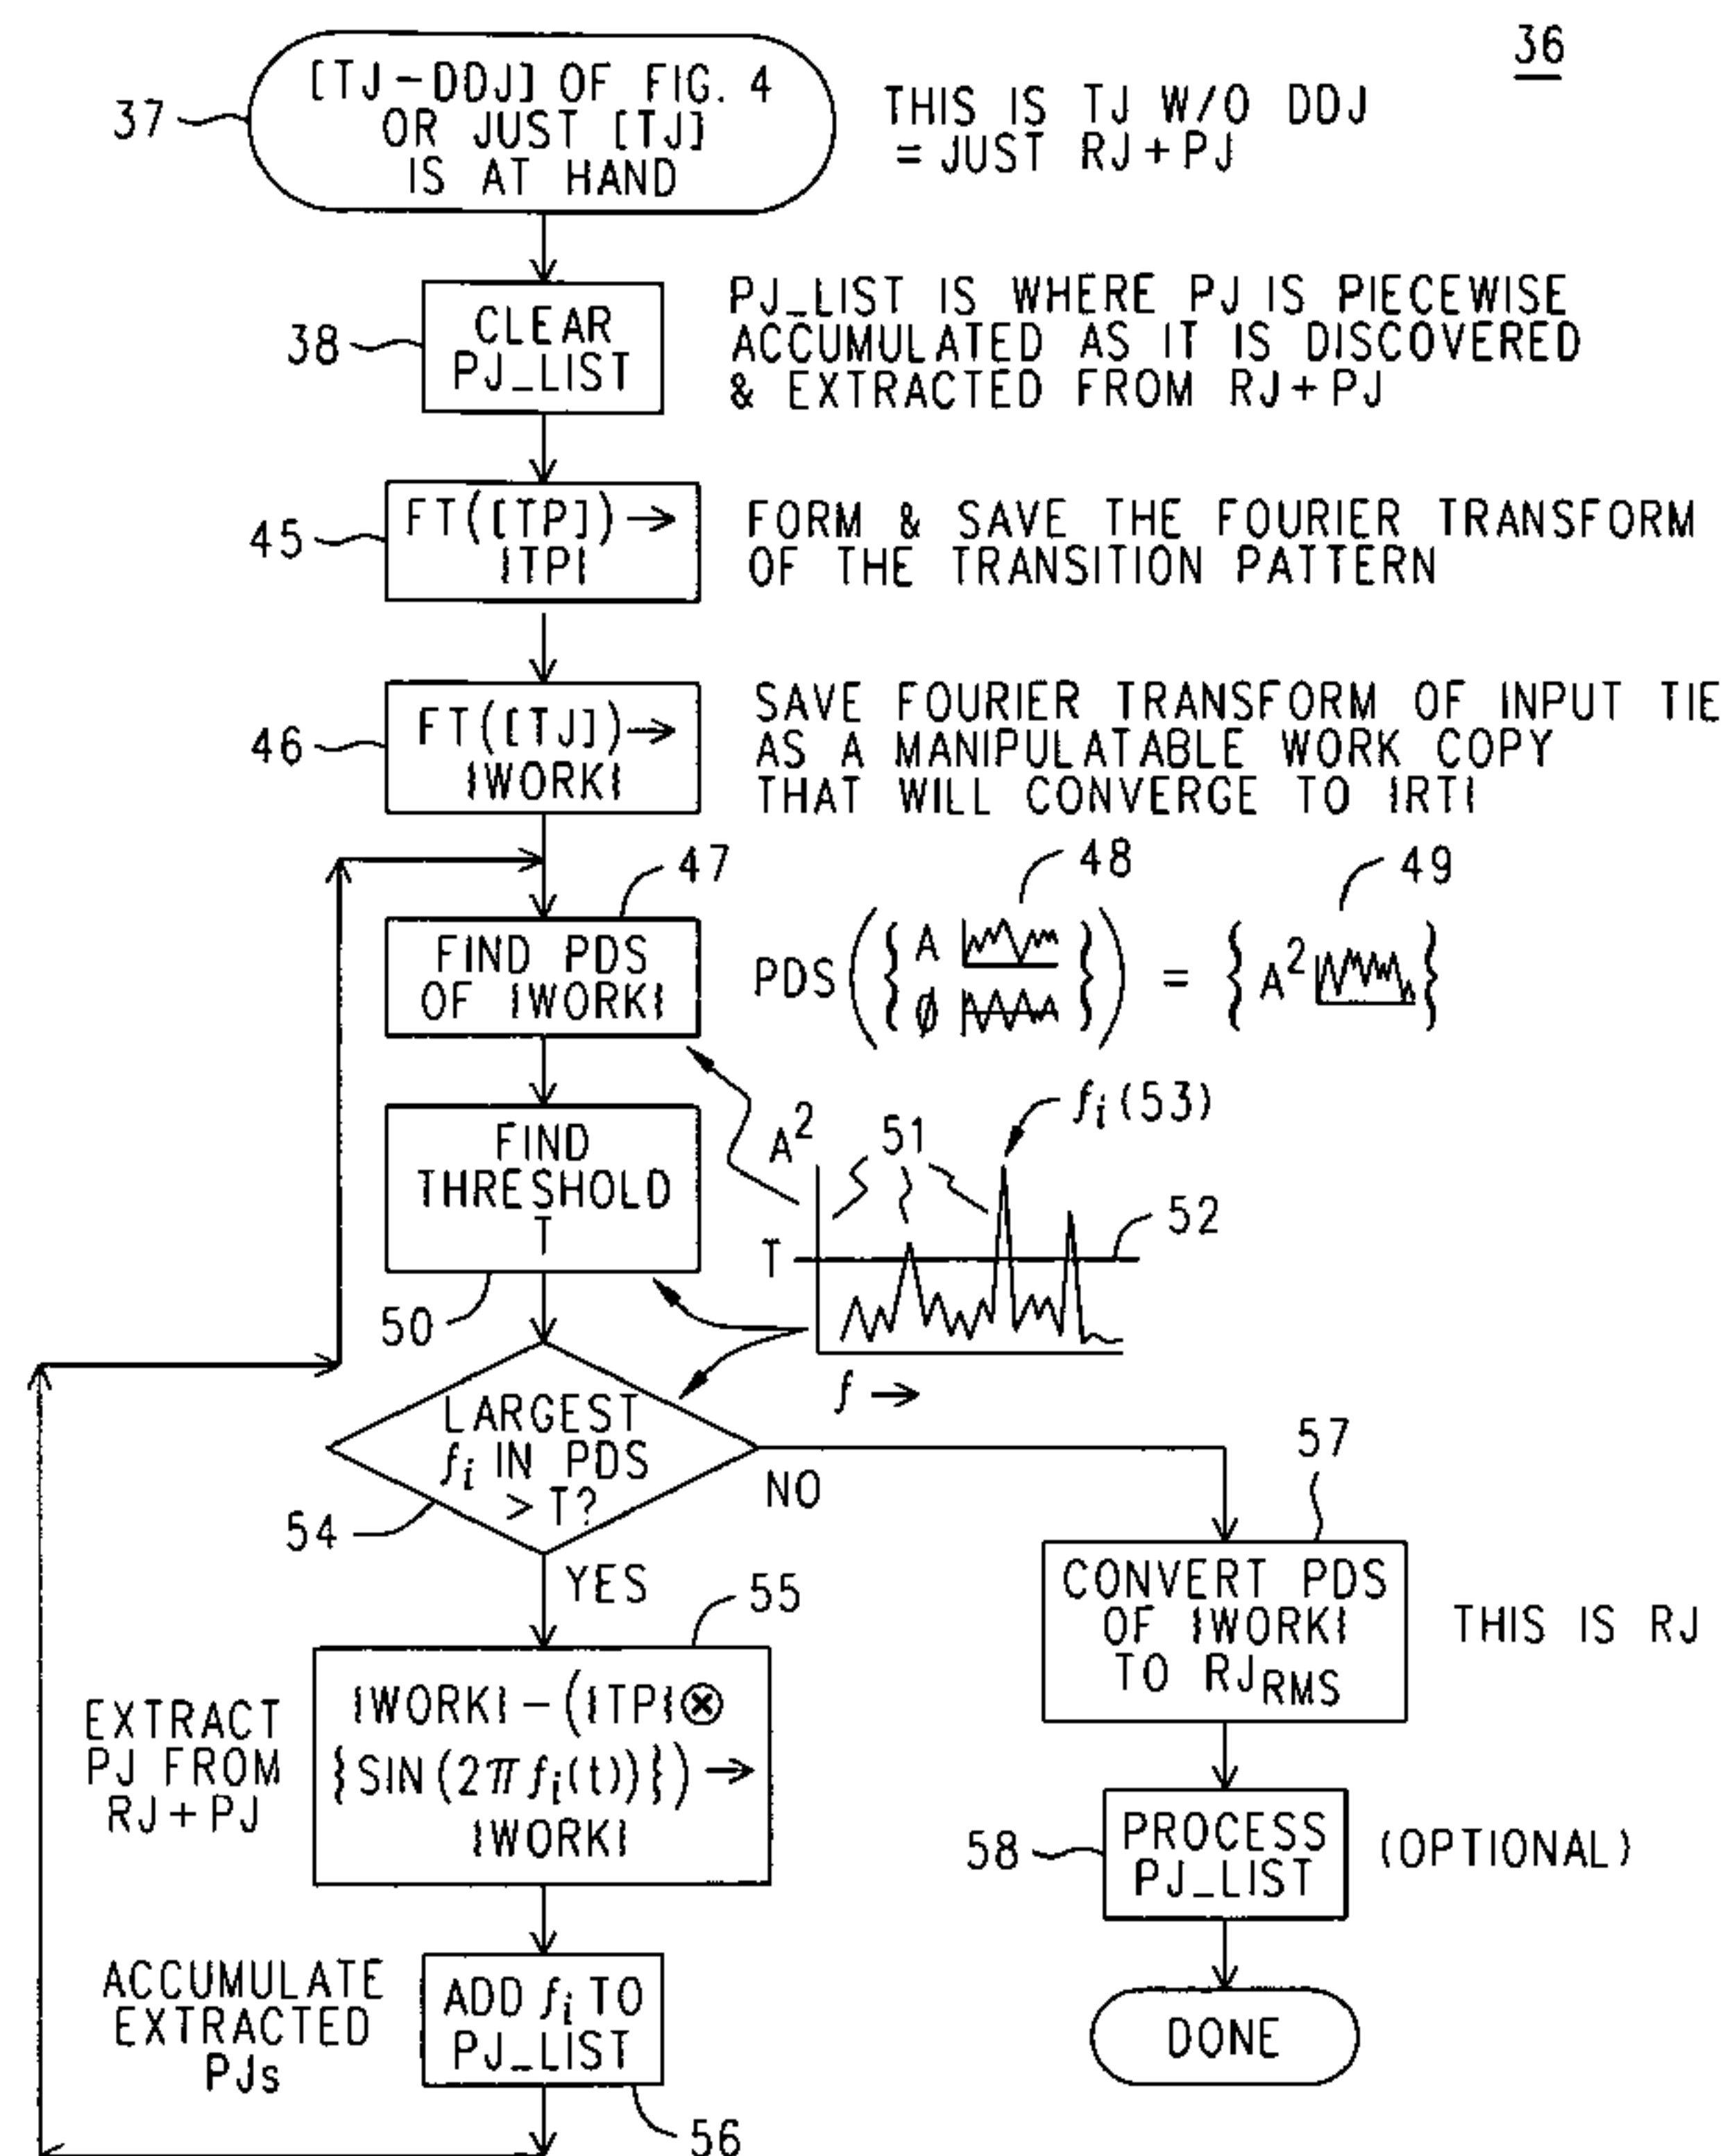 36
37
[TJ-DDJ] OF FIG. 4
OR JUST [TJ]
IS AT HAND
THIS IS TJ W/O DDJ
= JUST RJ+PJ
38
CLEAR
PJ_LIST
PJ_LIST IS WHERE PJ IS PIECEWISE
ACCUMULATED AS IT IS DISCOVERED
& EXTRACTED FROM RJ+PJ
45
FT([TP])→
{TP}
FORM & SAVE THE FOURIER TRANSFORM
OF THE TRANSITION PATTERN
46
FT([TJ])→
{WORK}
SAVE FOURIER TRANSFORM OF INPUT TIE
AS A MANIPULATABLE WORK COPY
THAT WILL CONVERGE TO {RT}
47
48
49
FIND PDS
OF {WORK}
PDS({A
Ø}) = {A²}
FIND
THRESHOLD
T
50
A²
51
fi(53)
T
52
f →
LARGEST
fi IN PDS
> T?
54
NO
YES
57
CONVERT PDS
OF {WORK}
TO RJRMS
THIS IS RJ
55
EXTRACT
PJ FROM
RJ+PJ
{WORK}-({TP}⊗
{SIN(2πfi(t))})→
{WORK}
58
PROCESS
PJ_LIST
(OPTIONAL)
ACCUMULATE
EXTRACTED
PJs
ADD fi TO
PJ_LIST
56
DONE